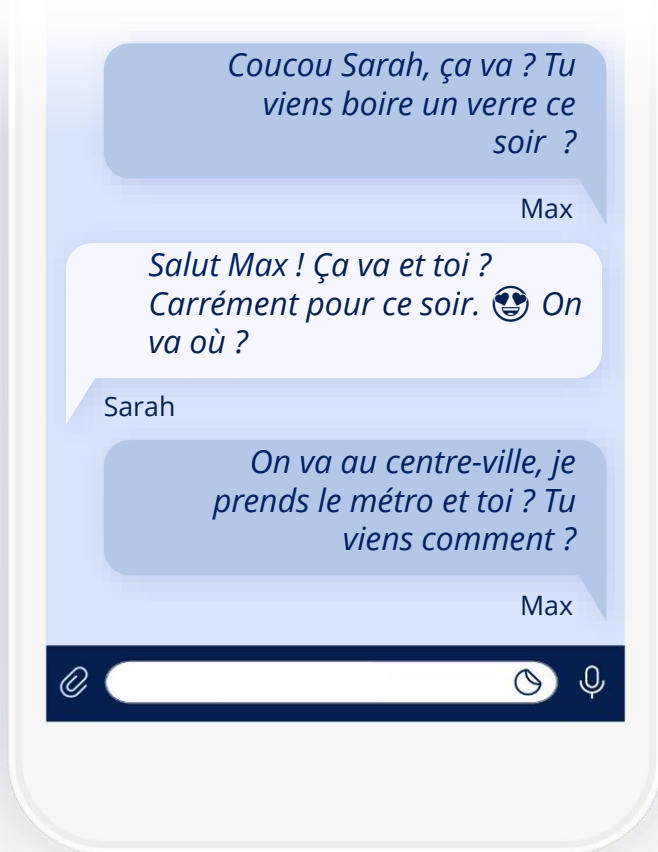 Coucou Sarah, ça va ? Tu
viens boire un verre ce
soir  ?
Max
Salut Max ! Ça va et toi ?
Carrément pour ce soir. 😍 On
va où ?
Sarah
On va au centre-ville, je
prends le métro et toi ? Tu
viens comment ?
Max